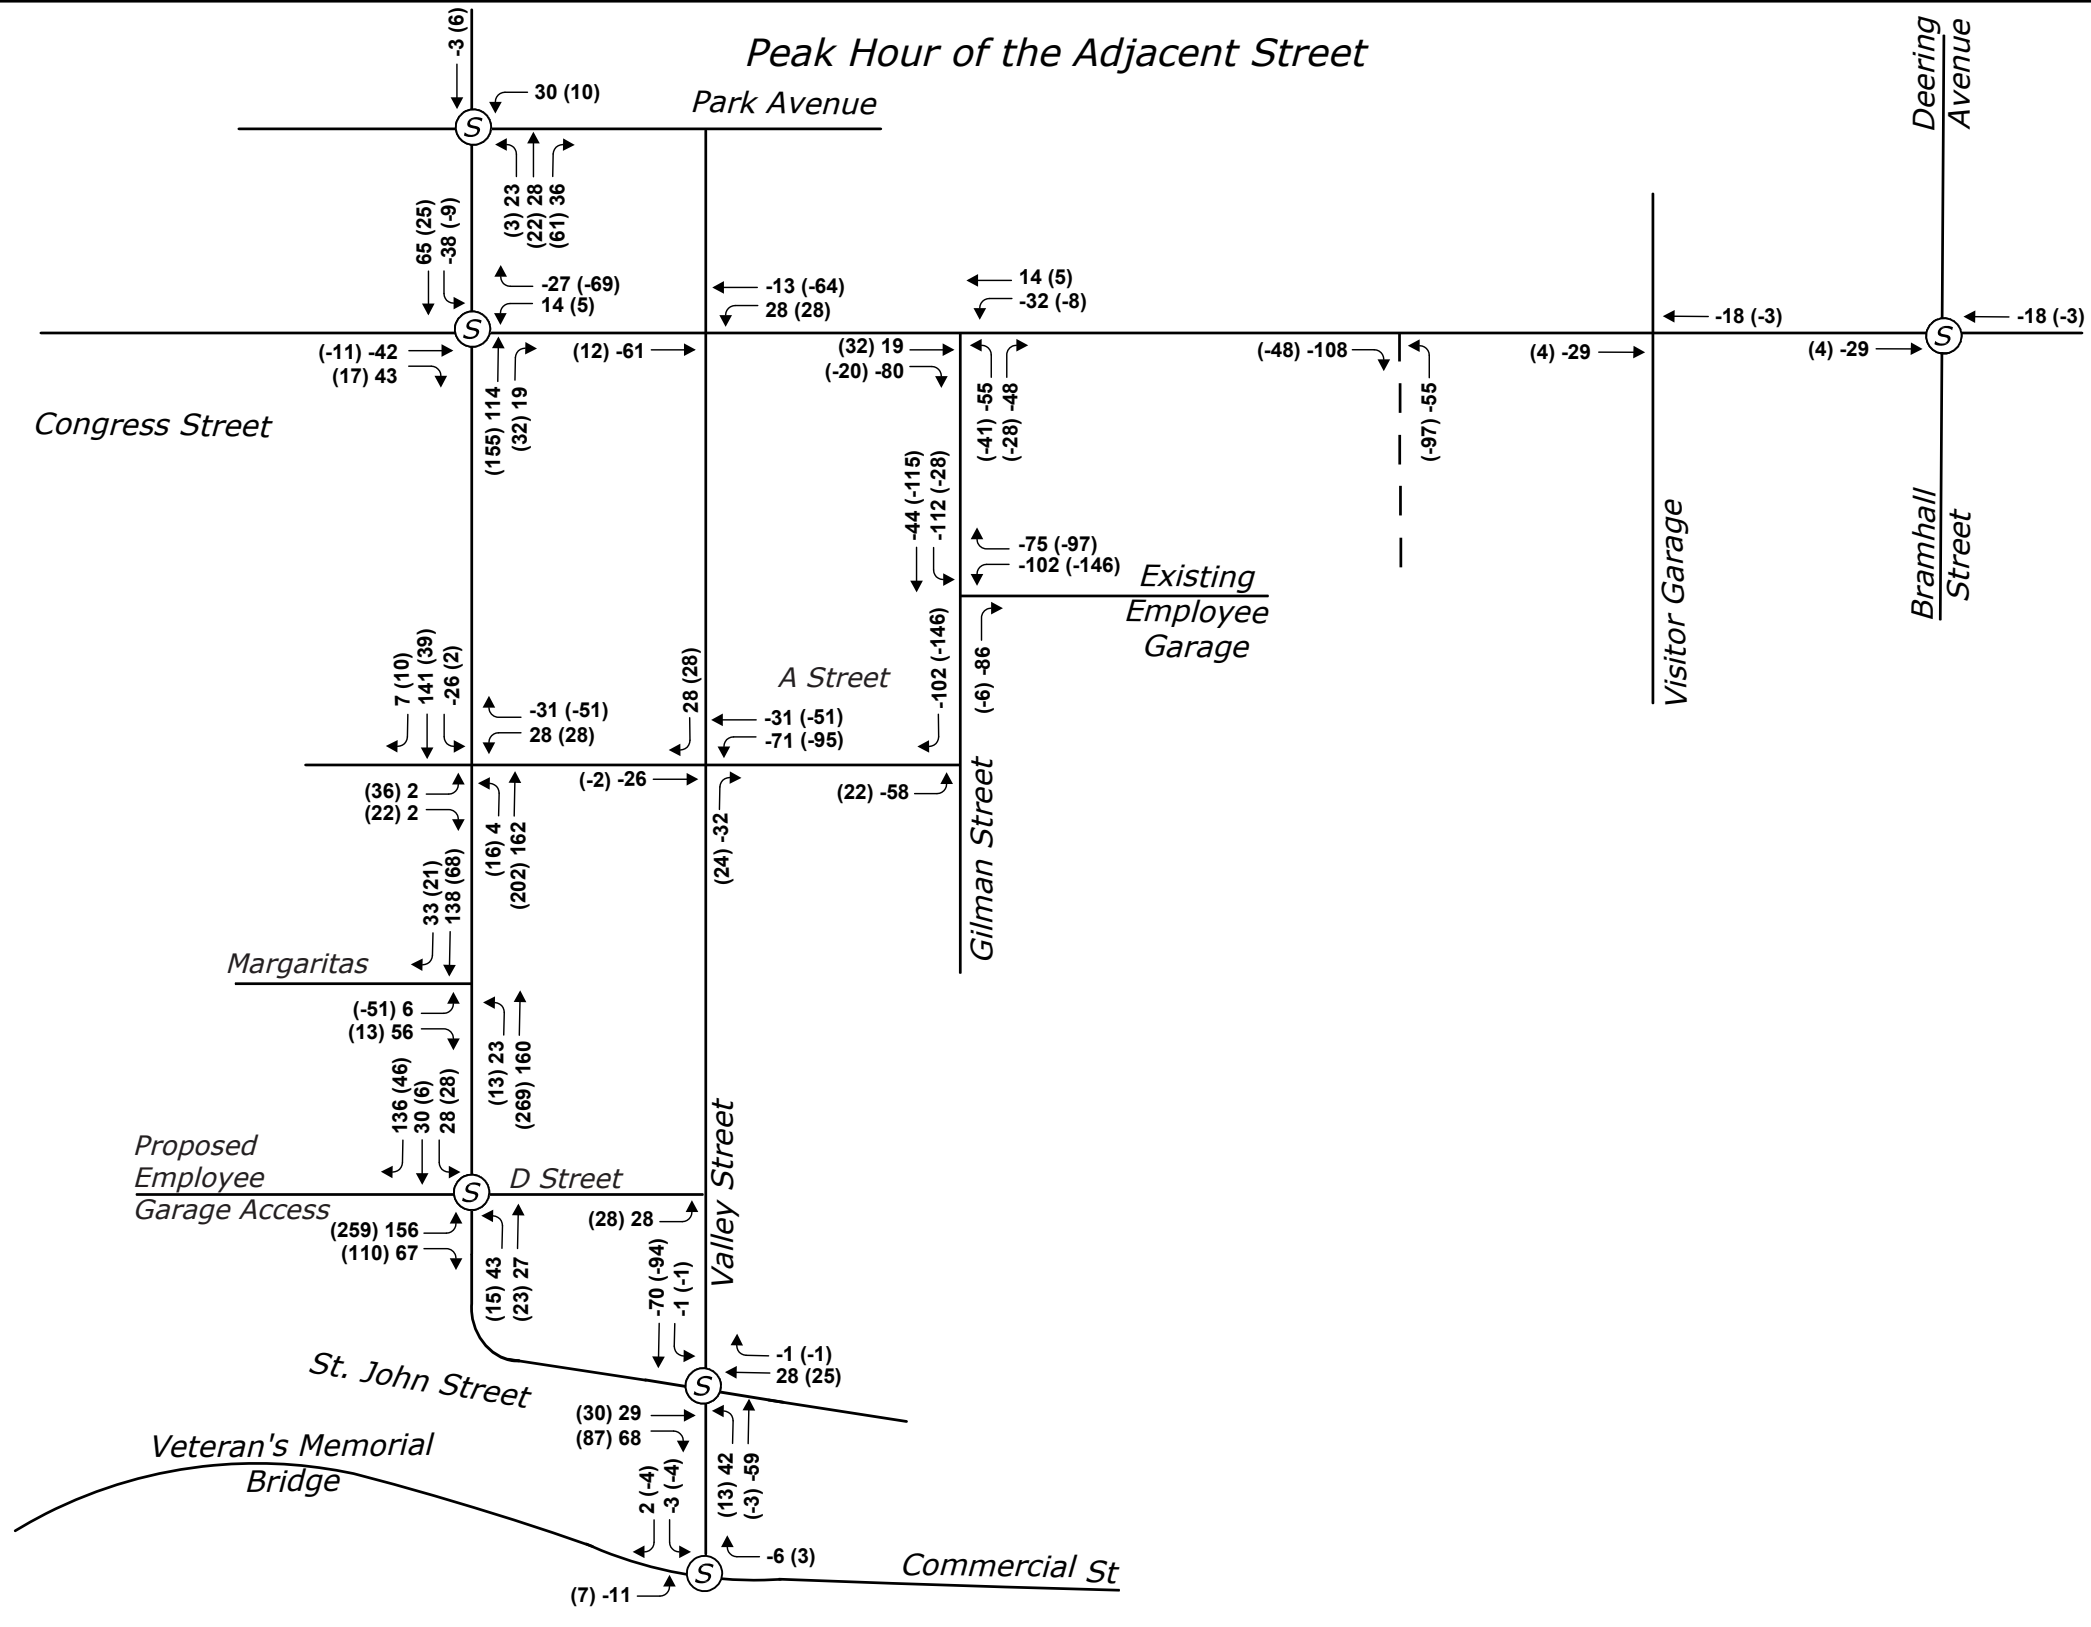 Peak Hour of the Adjacent Street
-3 (6)
30 (10)
Park Avenue
Deering
Avenue
S
(3) 23
(22) 28
(61) 36
65 (25)
-38 (-9)
-27 (-69)
14 (5)
-13 (-64)
28 (28)
14 (5)
-32 (-8)
-18 (-3)
-18 (-3)
S
S
(-11) -42
(17) 43
(12) -61
(32) 19
(-20) -80
(-48) -108
(4) -29
(4) -29
(155) 114
(32) 19
(-41) -55
(-28) -48
(-97) -55
Congress Street
-44 (-115)
-112 (-28)
-75 (-97)
-102 (-146)
Existing
Employee
Garage
Visitor Garage
Bramhall
Street
7 (10)
141 (39)
-26 (2)
28 (28)
A Street
-102 (-146)
(-6) -86
-31 (-51)
28 (28)
-31 (-51)
-71 (-95)
(36) 2
(22) 2
(-2) -26
(22) -58
(16) 4
(202) 162
(24) -32
Gilman Street
33 (21)
138 (68)
Margaritas
(-51) 6
(13) 56
(13) 23
(269) 160
136 (46)
30 (6)
28 (28)
Proposed
Employee
Garage Access
S
D Street
Valley Street
(259) 156
(110) 67
(28) 28
(15) 43
(23) 27
-70 (-94)
-1 (-1)
-1 (-1)
28 (25)
St. John Street
S
(30) 29
(87) 68
(13) 42
(-3) -59
Veteran's Memorial
Bridge
2 (-4)
-3 (-4)
-6 (3)
S
Commercial St
(7) -11